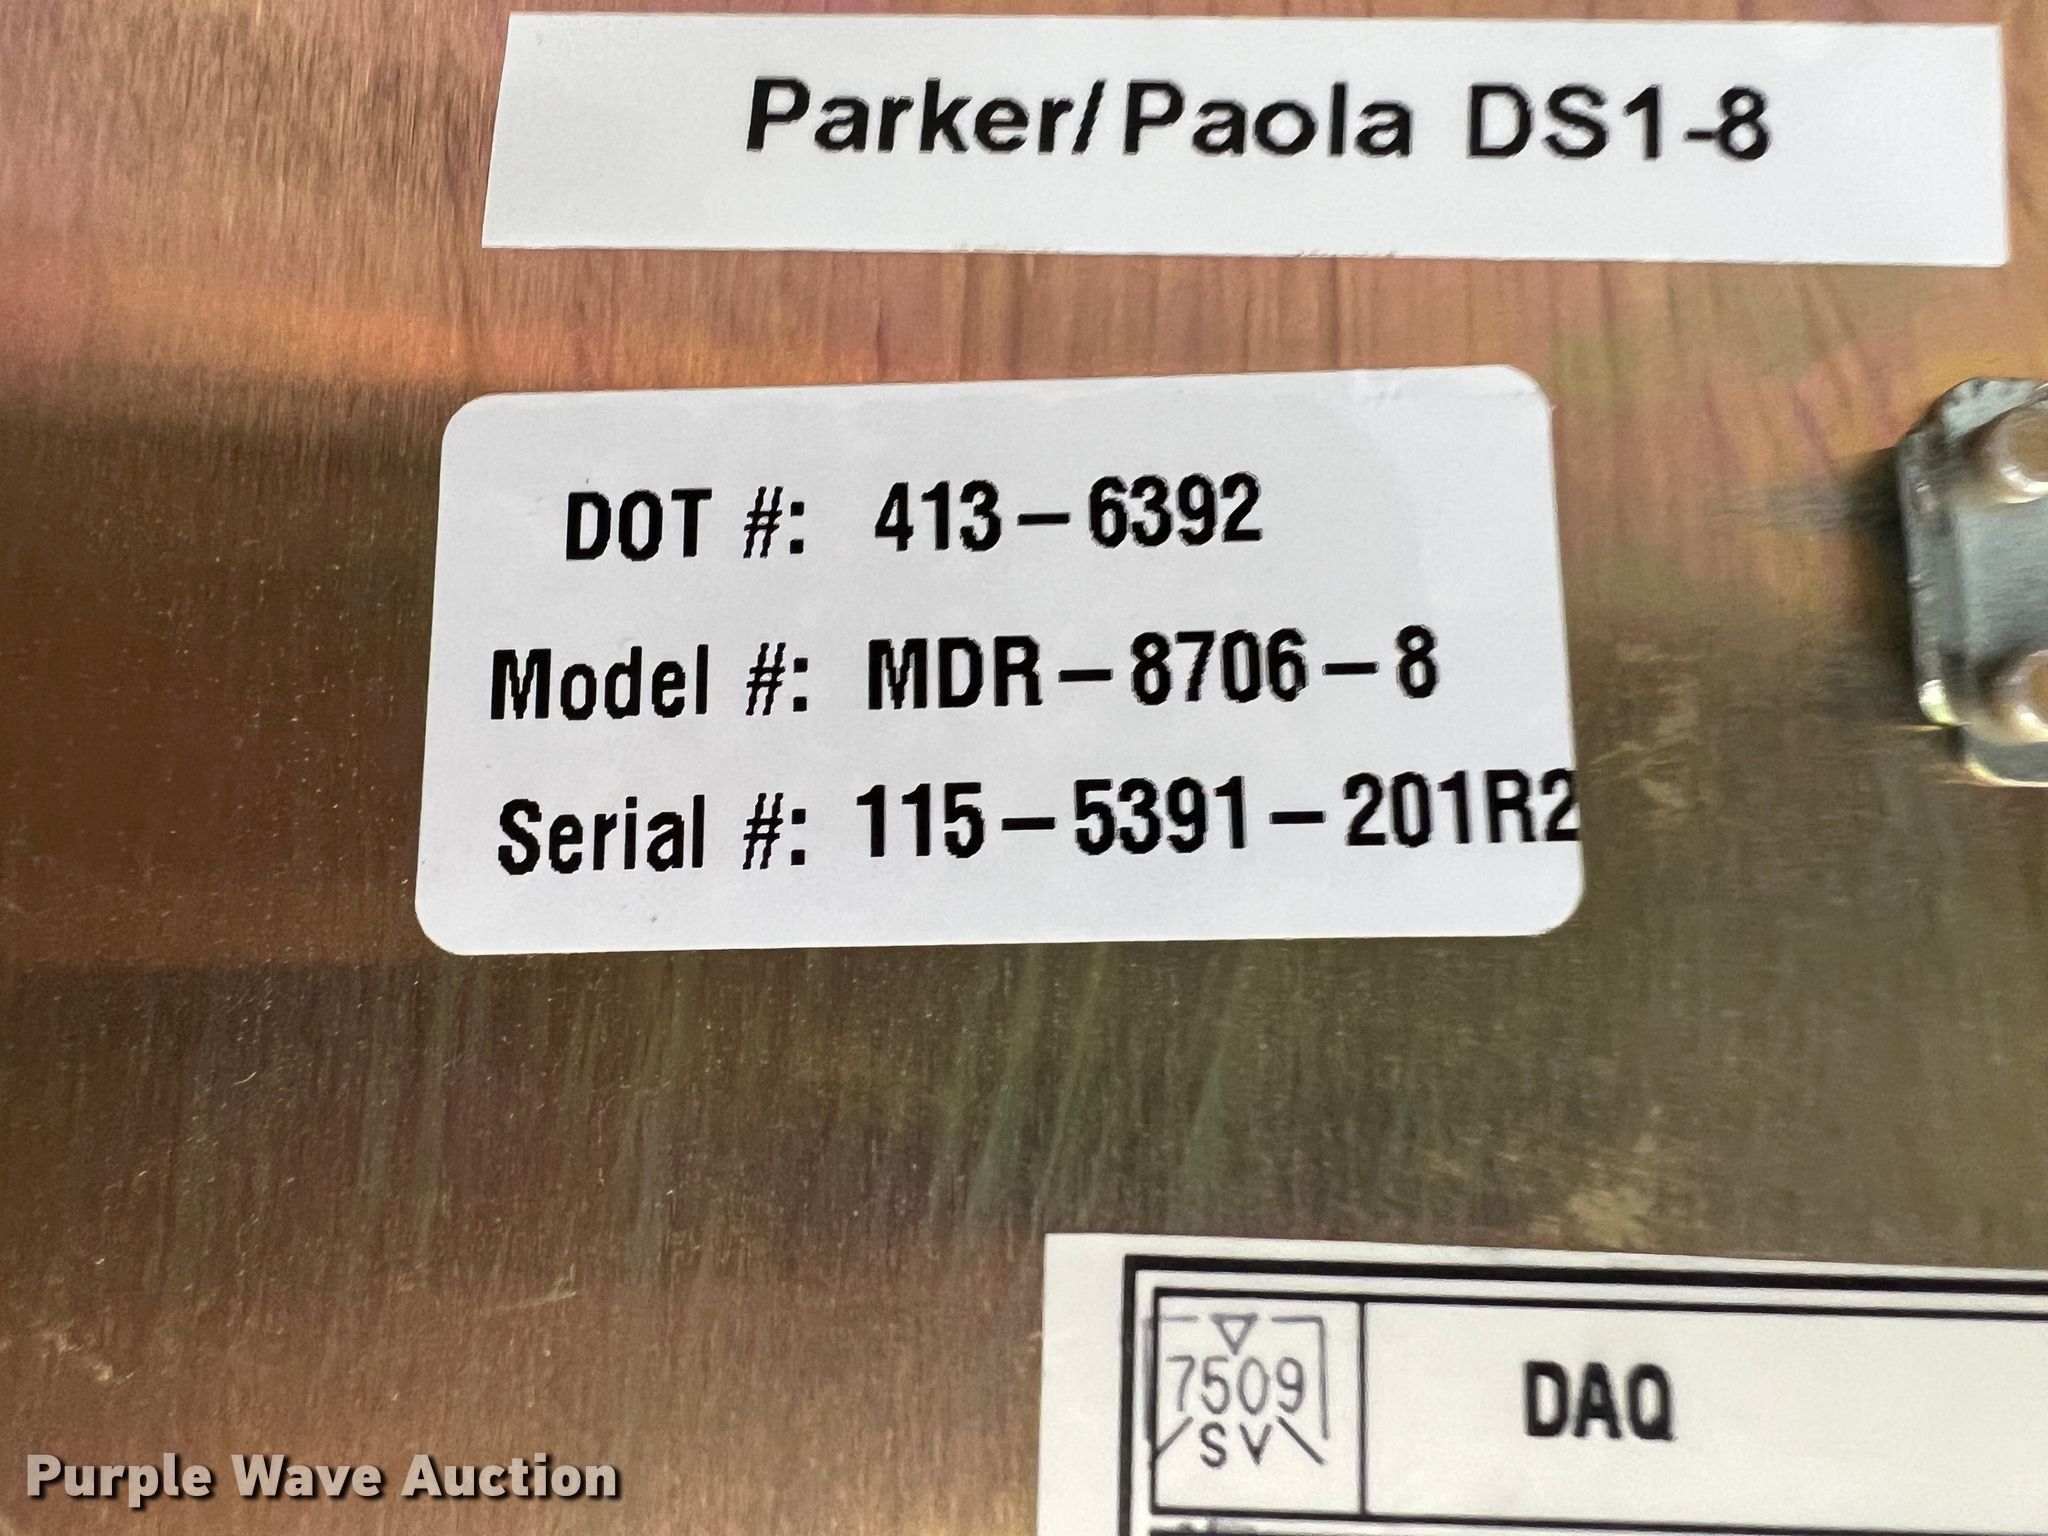 Parker/Paola DS1-8
DOT #: 413-6392
Model #: MDR-8706-8
Serial #: 115-5391-201R2
7509
SV
DAQ
Purple Wave Auction